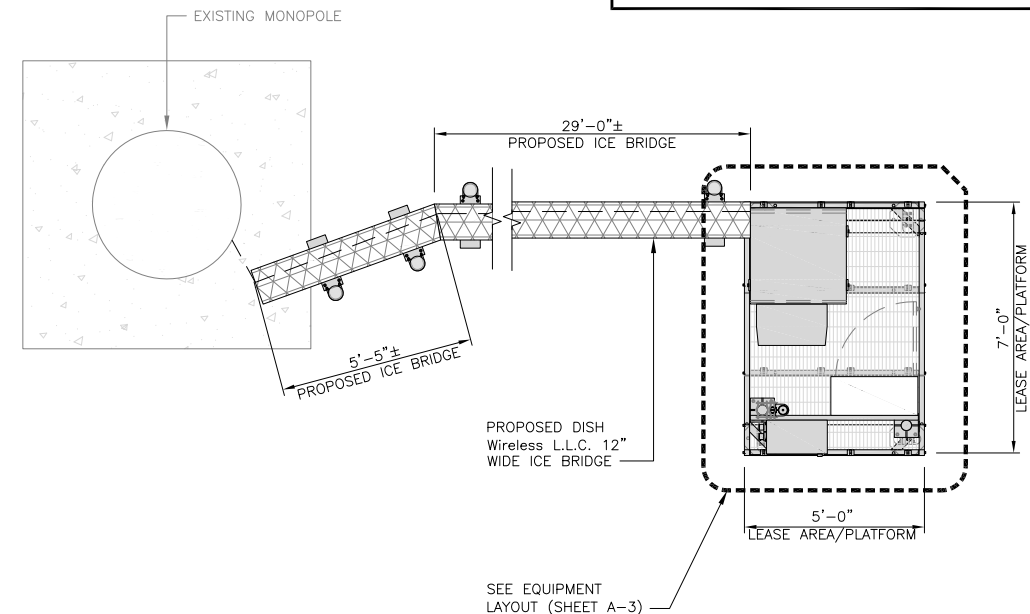 EXISTING MONOPOLE
29'-0"±
PROPOSED ICE BRIDGE
5'-5"±
PROPOSED ICE BRIDGE
7'-0"
LEASE AREA/PLATFORM
PROPOSED DISH
Wireless L.L.C. 12"
WIDE ICE BRIDGE
5'-0"
LEASE AREA/PLATFORM
SEE EQUIPMENT
LAYOUT (SHEET A-3)